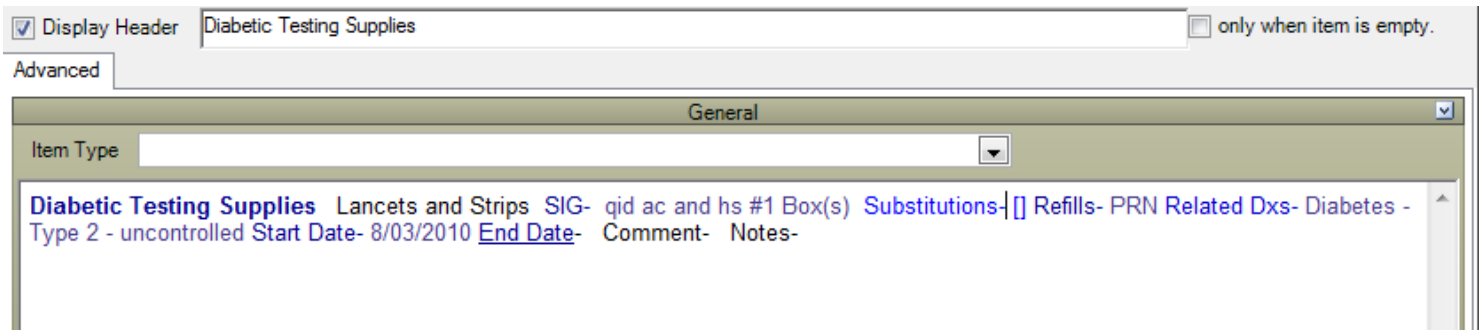 Display Header Diabetic Testing Supplies only when item is empty.
Advanced
General
Item Type
Diabetic Testing Supplies Lancets and Strips SIG- qid ac and hs #1 Box(s) Substitutions- [] Refills- PRN Related Dxs- Diabetes -
Type 2 - uncontrolled Start Date- 8/03/2010 End Date- Comment- Notes-